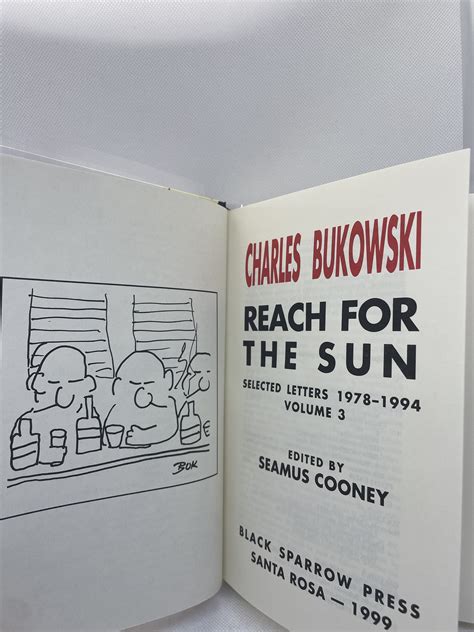 BUK
CHARLES BUKOWSKI
REACH FOR
THE SUN
SELECTED LETTERS 1978–1994
VOLUME 3
EDITED BY
SEAMUS COONEY
BLACK SPARROW PRESS
SANTA ROSA — 1999